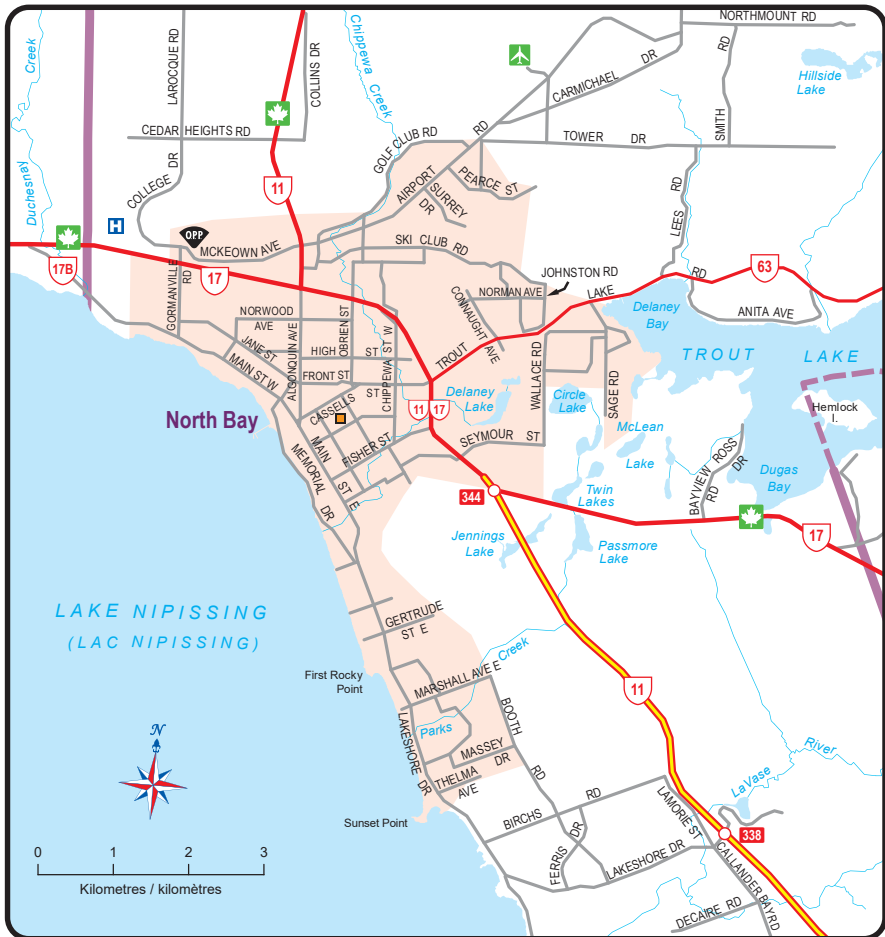 NORTHMOUNT RD
Creek
LAROCQUE RD
COLLINS DR
Chippewa Creek
CARMICHAEL DR
SMITH RD
Hillside
Lake
CEDAR HEIGHTS RD
GOLF CLUB RD
TOWER DR
COLLEGE DR
11
AIRPORT RD
PEARCE ST
SURREY
DR
LEES RD
Duchesnay
H
OPP
MCKEOWN AVE
SKI CLUB RD
17B
17
GORMANVILLE
RD
JOHNSTON RD
NORMAN AVE
LAKE
RD
63
CONNAUGHT AVE
Delaney
Bay
ANITA AVE
NORWOOD
AVE
OBRIEN ST
JANE ST
ALGONQUIN AVE
HIGH ST
CHIPPEWA ST W
TROUT
TROUT LAKE
MAIN ST W
FRONT ST
WALLACE RD
SAGE RD
CASSELLS ST
11
17
Delaney
Lake
Circle
Lake
Hemlock
I.
North Bay
McLean
Lake
MAIN ST E
FISHER ST
SEYMOUR ST
BAYVIEW ROSS
RD DR
Dugas
Bay
MEMORIAL DR
344
Twin
Lakes
17
Jennings
Lake
Passmore
Lake
LAKE NIPISSING
(LAC NIPISSING)
GERTRUDE
ST E
Parks Creek
First Rocky
Point
MARSHALL AVE E
11
BOOTH RD
LAKESHORE DR
MASSEY
DR
THELMA
AVE
N
River
LaVase
Sunset Point
BIRCHS RD
LAMORIE ST
338
FERRIS DR
LAKESHORE DR
CALLANDER BAY RD
DECAIRE RD
0 1 2 3
Kilometres / kilomètres